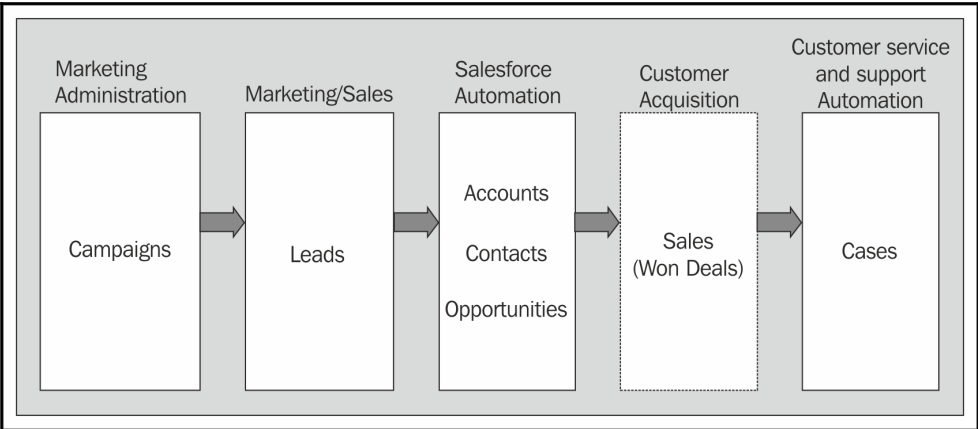 Marketing
Administration
Marketing/Sales
Salesforce
Automation
Customer
Acquisition
Customer service
and support
Automation
Campaigns
Leads
Accounts
Contacts
Opportunities
Sales
(Won Deals)
Cases